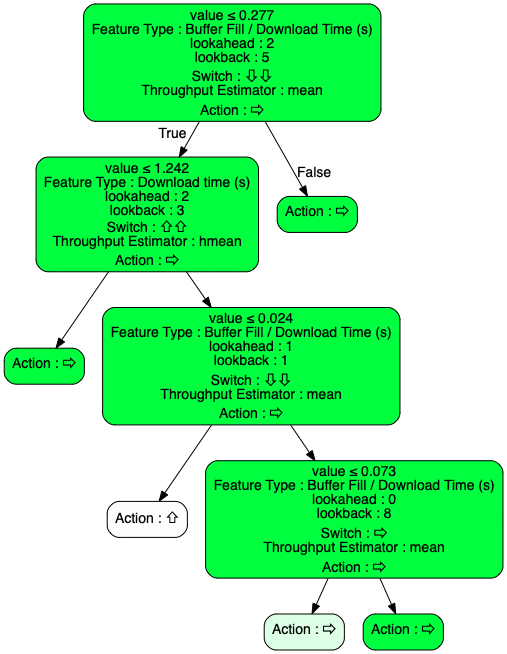 value ≤ 0.277
Feature Type : Buffer Fill / Download Time (s)
lookahead : 2
lookback : 5
Switch : ⇩⇩
Throughput Estimator : mean
Action : ⇨
True
False
value ≤ 1.242
Feature Type : Download time (s)
lookahead : 2
lookback : 3
Switch : ⇧⇧
Throughput Estimator : hmean
Action : ⇨
Action : ⇨
value ≤ 0.024
Feature Type : Buffer Fill / Download Time (s)
lookahead : 1
lookback : 1
Switch : ⇩⇩
Throughput Estimator : mean
Action : ⇨
Action : ⇨
value ≤ 0.073
Feature Type : Buffer Fill / Download Time (s)
lookahead : 0
lookback : 8
Switch : ⇨
Throughput Estimator : mean
Action : ⇨
Action : ⇧
Action : ⇨
Action : ⇨